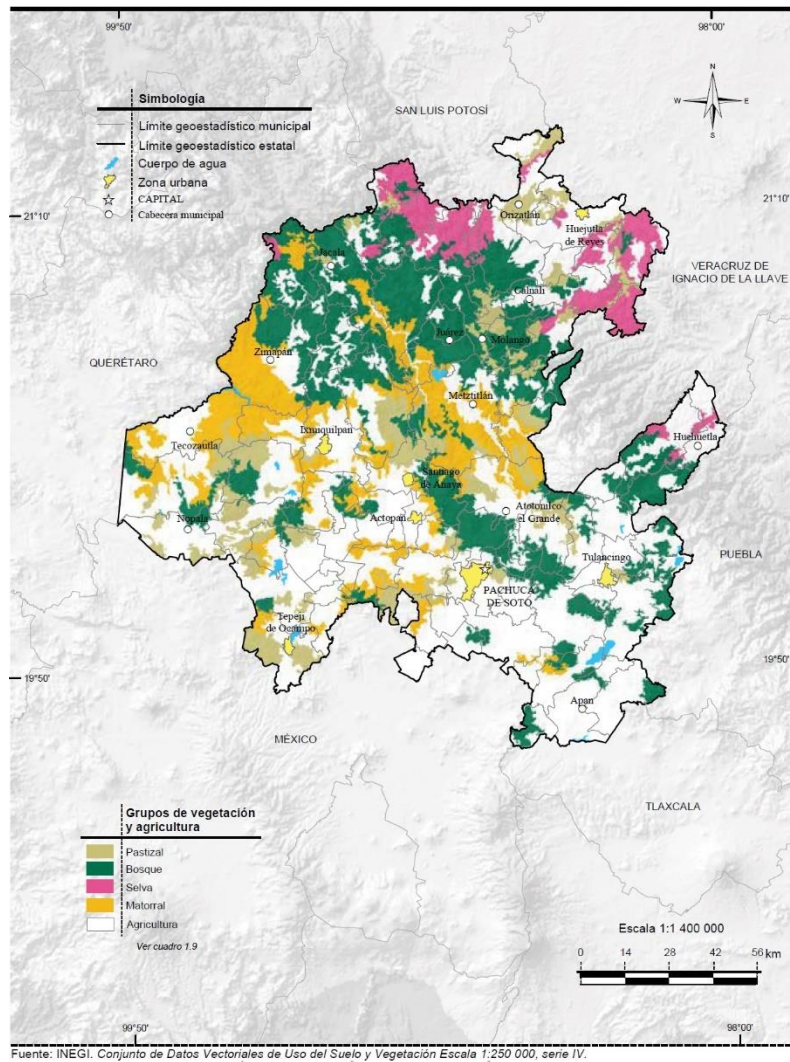 99°50'
98°00'
Simbología
Límite geoestadístico municipal
Límite geoestadístico estatal
Cuerpo de agua
Zona urbana
CAPITAL
Cabecera municipal
N
W
E
S
SAN LUIS POTOSÍ
21°10'
21°10'
Orizatlán
Huejutla
de Reyes
Jacala
VERACRUZ DE
IGNACIO DE LA LLAVE
Calnali
Juárez
Molango
QUERÉTARO
Zimapán
Metztitlán
Tecozautla
Ixmiquilpan
Huehuetla
Santiago
de Anaya
Nopala
Actopan
Atotonilco
el Grande
Tulancingo
PUEBLA
PACHUCA
DE SOTO
Tepeji
de Ocampo
19°50'
19°50'
Apan
MÉXICO
TLAXCALA
Grupos de vegetación
y agricultura
Pastizal
Bosque
Selva
Matorral
Agricultura
Ver cuadro 1.9
Escala 1:1 400 000
0 14 28 42 56 km
99°50'
98°00'
Fuente: INEGI. Conjunto de Datos Vectoriales de Uso del Suelo y Vegetación Escala 1:250 000, serie IV.